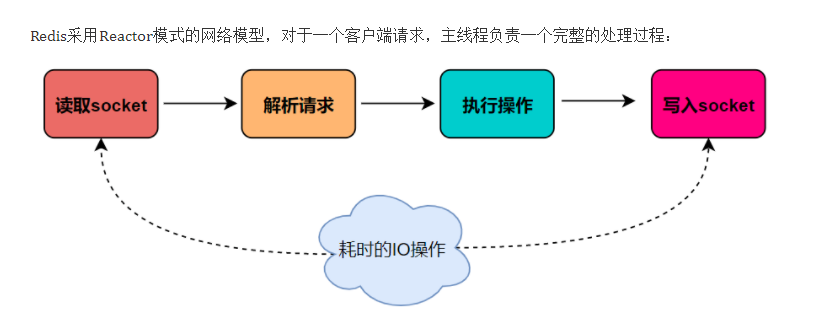 Redis采用Reactor模式的网络模型，对于一个客户端请求，主线程负责一个完整的处理过程：
读取socket
解析请求
执行操作
写入socket
耗时的IO操作